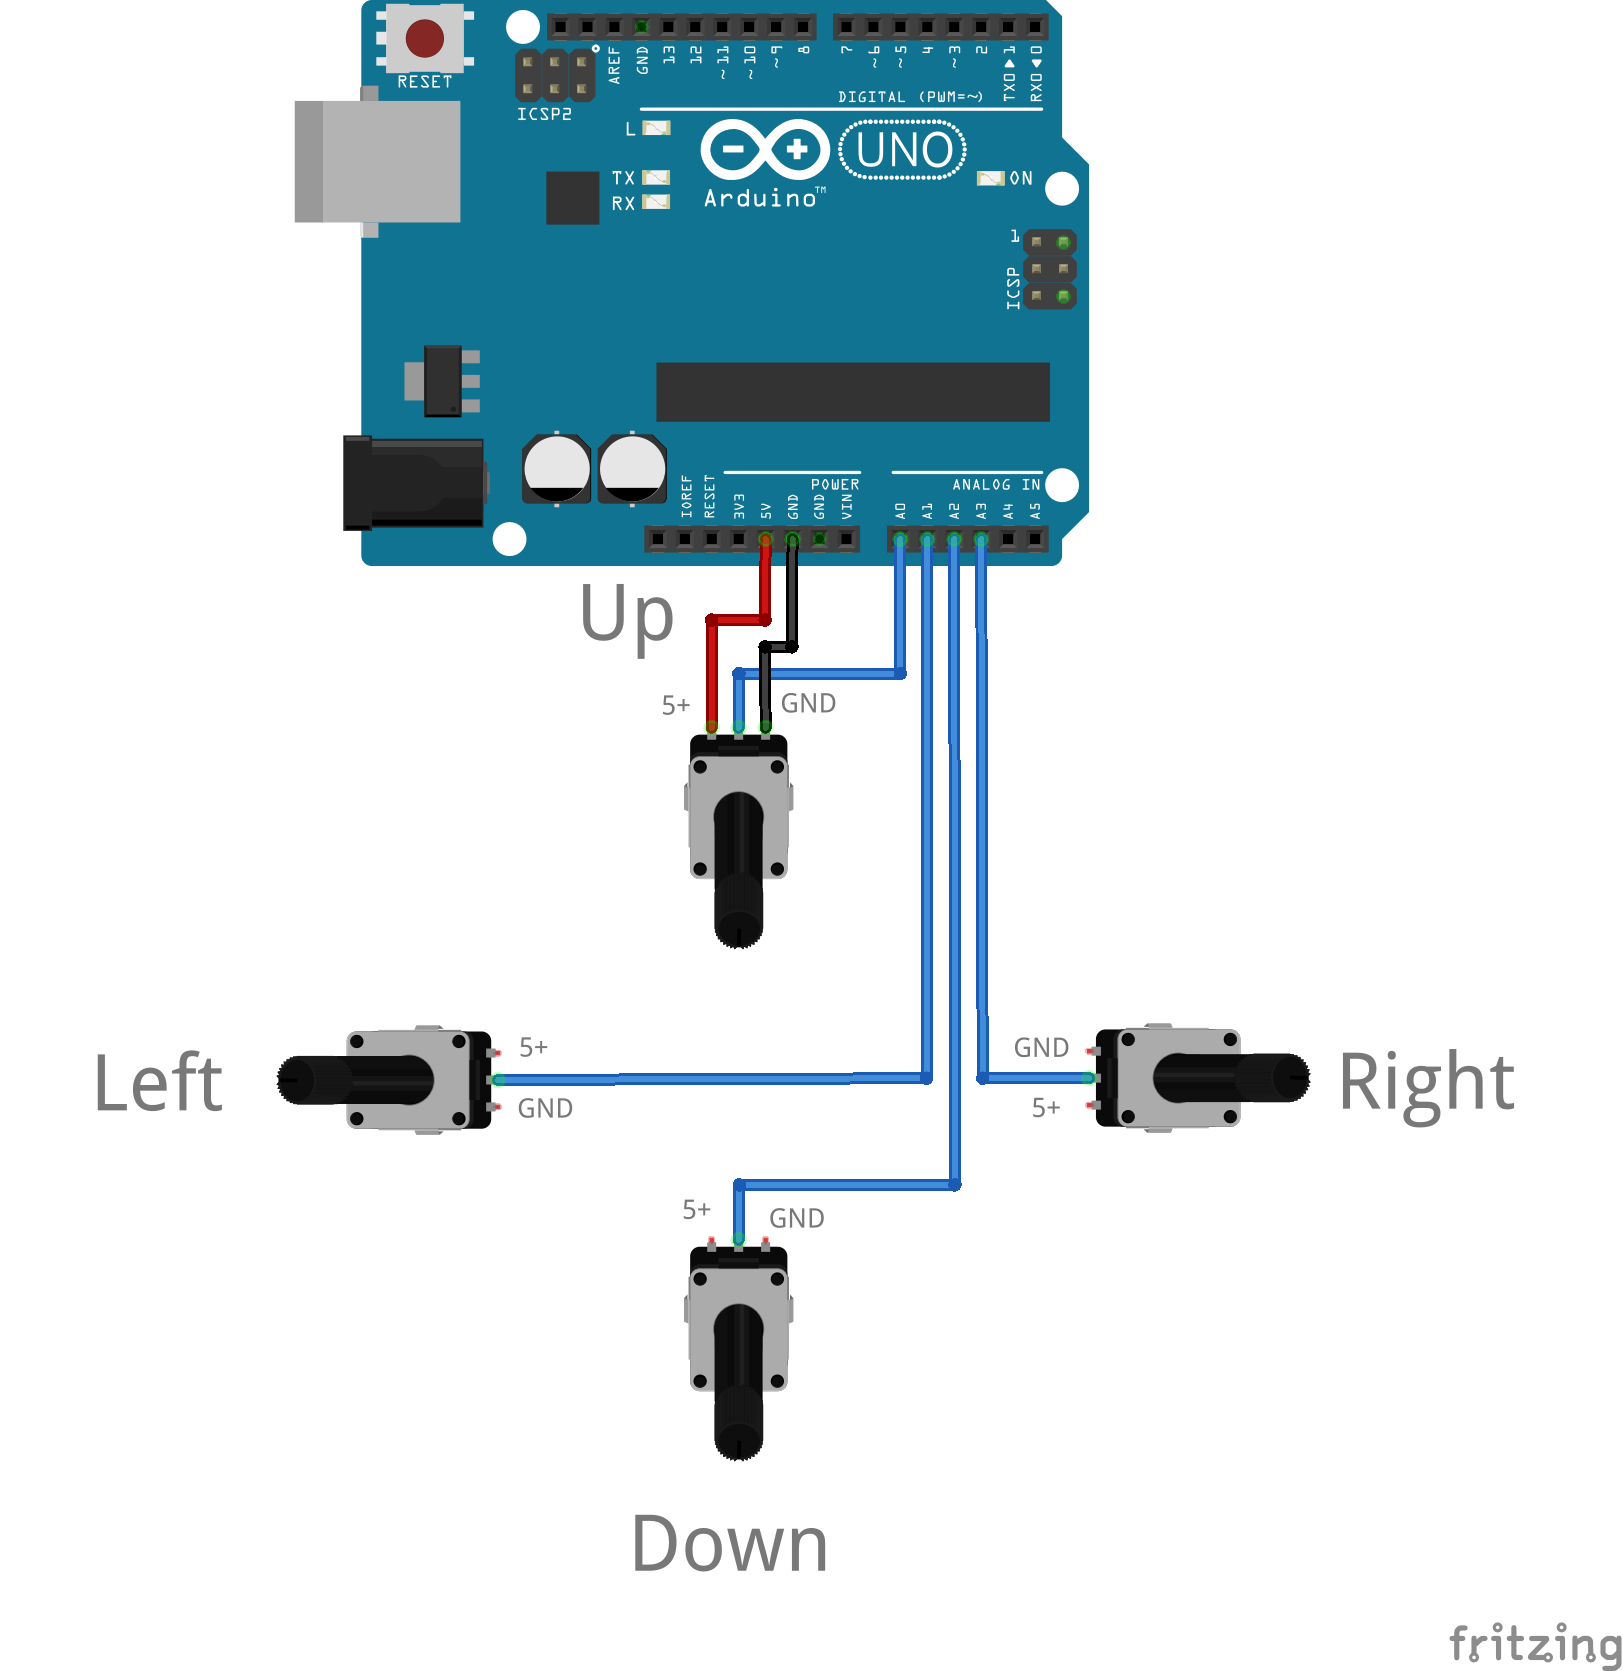 RESET
ICSP2
AREF
GND
13
12
~11
~10
~9
8
7
~6
~5
4
~3
2
TX0▶1
RX0◀0
DIGITAL (PWM=~)
L
TX
RX
Arduino™
UNO
ON
1
ICSP
POWER
ANALOG IN
IOREF
RESET
3V3
5V
GND
GND
VIN
A0
A1
A2
A3
A4
A5
Up
5+
GND
Left
5+
GND
GND
5+
Right
5+
GND
Down
fritzing